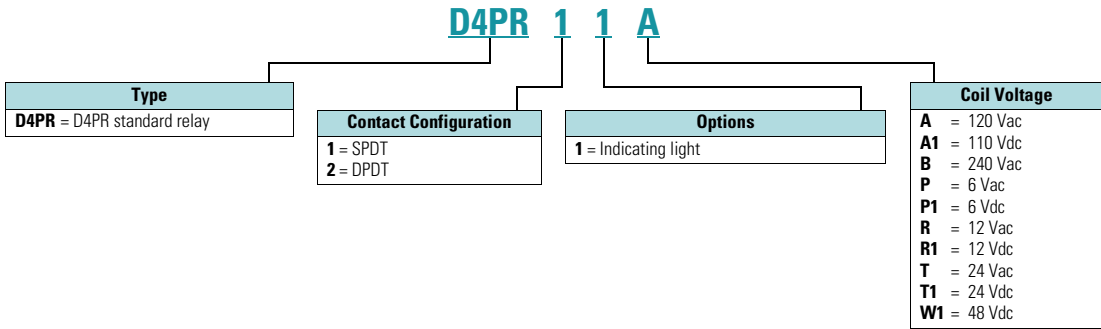 D4PR 1 1 A
Type
D4PR = D4PR standard relay
Contact Configuration
1 = SPDT
2 = DPDT
Options
1 = Indicating light
Coil Voltage
A = 120 Vac
A1 = 110 Vdc
B = 240 Vac
P = 6 Vac
P1 = 6 Vdc
R = 12 Vac
R1 = 12 Vdc
T = 24 Vac
T1 = 24 Vdc
W1 = 48 Vdc